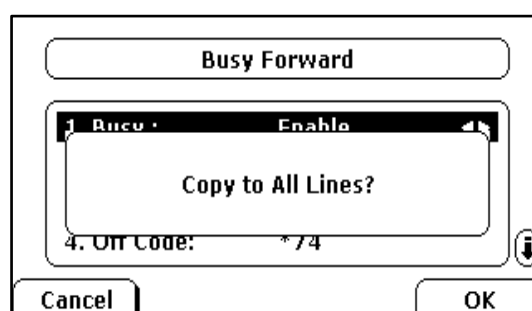 Busy Forward
1. Busy : Enable
Copy to All Lines?
4. Off Code: *74
Cancel OK